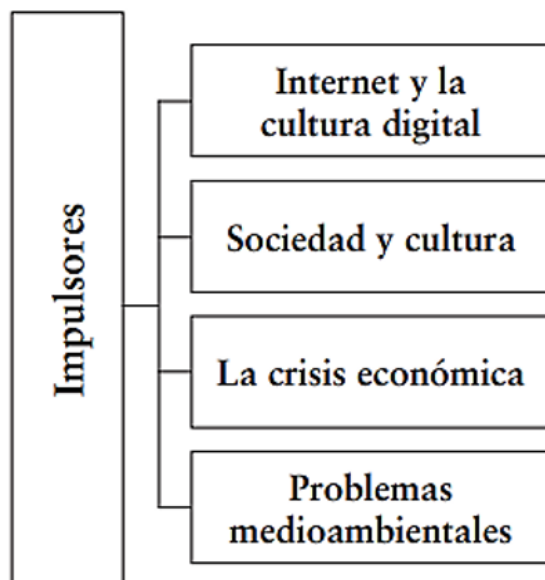 Impulsores
Internet y la
cultura digital
Sociedad y cultura
La crisis económica
Problemas
medioambientales